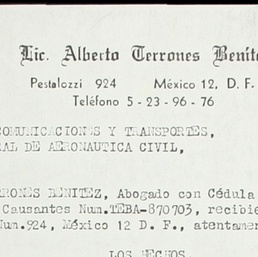 Lic. Alberto Terrones Benite
Pestalozzi 924 México 12, D. F.
Teléfono 5-23-96-76
COMUNICACIONES Y TRANSPORTES,
RAL DE AERONAUTICA CIVIL,
RRONES BENITEZ, Abogado con Cédula
Causantes Num.TEBA-870703, recibie
Num.924, México 12 D. F., atentamen
LOS HECHOS.